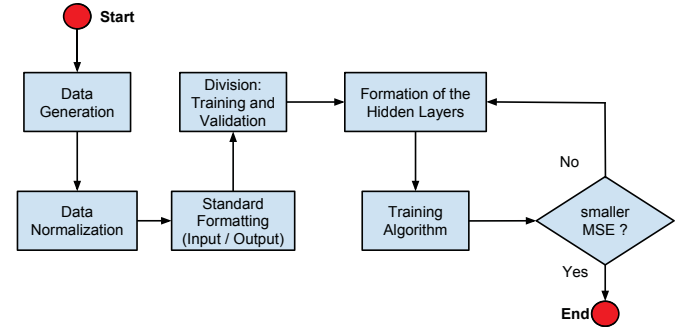 Start
Data
Generation
Data
Normalization
Standard
Formatting
(Input / Output)
Division:
Training and
Validation
Formation of the
Hidden Layers
Training
Algorithm
smaller
MSE ?
No
Yes
End